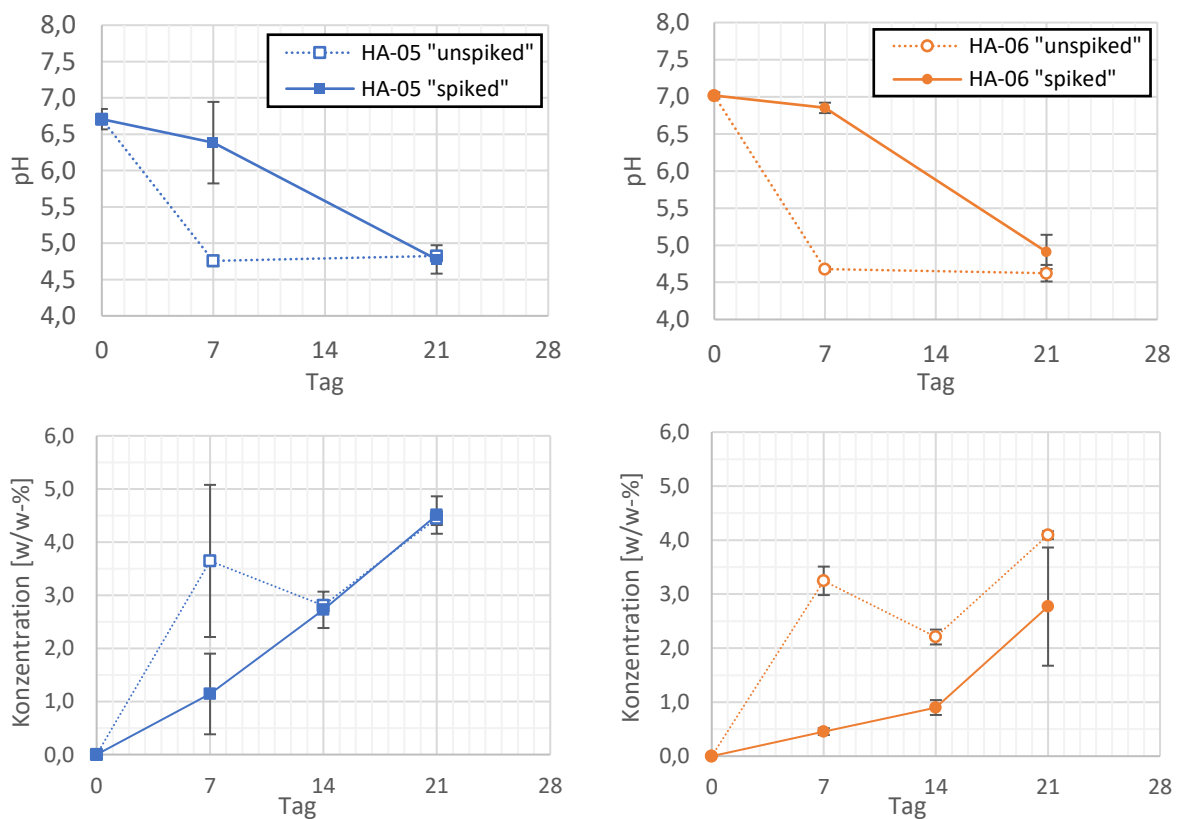 8,0
7,5
7,0
6,5
6,0
5,5
5,0
4,5
4,0
pH
HA-05 "unspiked"
HA-05 "spiked"
0 7 14 21 28
Tag
8,0
7,5
7,0
6,5
6,0
5,5
5,0
4,5
4,0
pH
HA-06 "unspiked"
HA-06 "spiked"
0 7 14 21 28
Tag
6,0
5,0
4,0
3,0
2,0
1,0
0,0
Konzentration [w/w-%]
0 7 14 21 28
Tag
6,0
5,0
4,0
3,0
2,0
1,0
0,0
Konzentration [w/w-%]
0 7 14 21 28
Tag